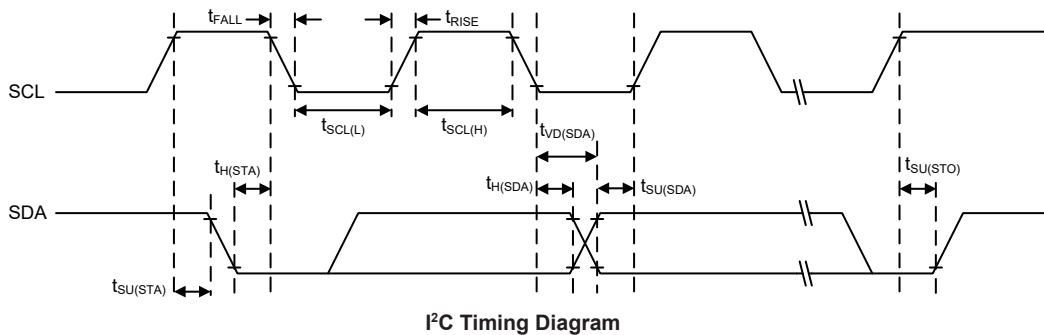 tFALL
tRISE
SCL
tSCL(L)
tSCL(H)
tVD(SDA)
tH(STA)
tH(SDA)
tSU(SDA)
tSU(STO)
SDA
tSU(STA)
I²C Timing Diagram